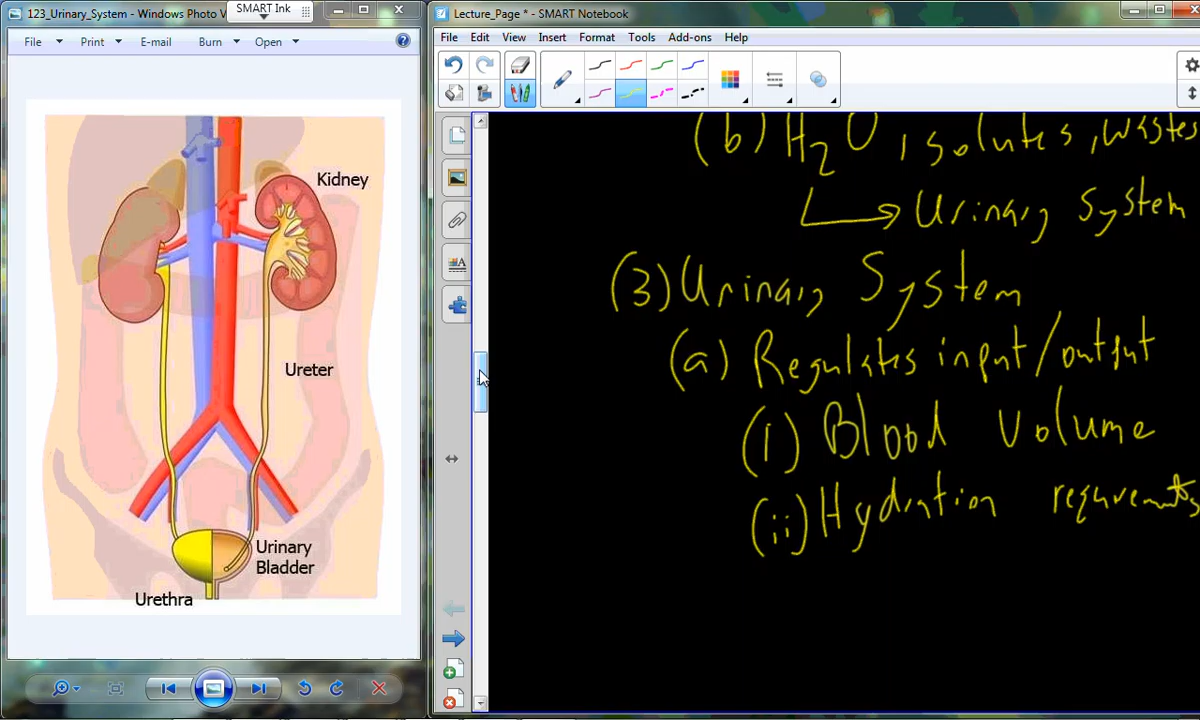 123_Urinary_System - Windows Photo V
SMART Ink
File Print E-mail Burn Open
Kidney
Ureter
Urinary
Bladder
Urethra
Lecture_Page * - SMART Notebook
File Edit View Insert Format Tools Add-ons Help
(b) H2O, solutes, wastes
Urinary System
(3) Urinary System
(a) Regulates input/output
(i) Blood Volume
(ii) Hydration requirements